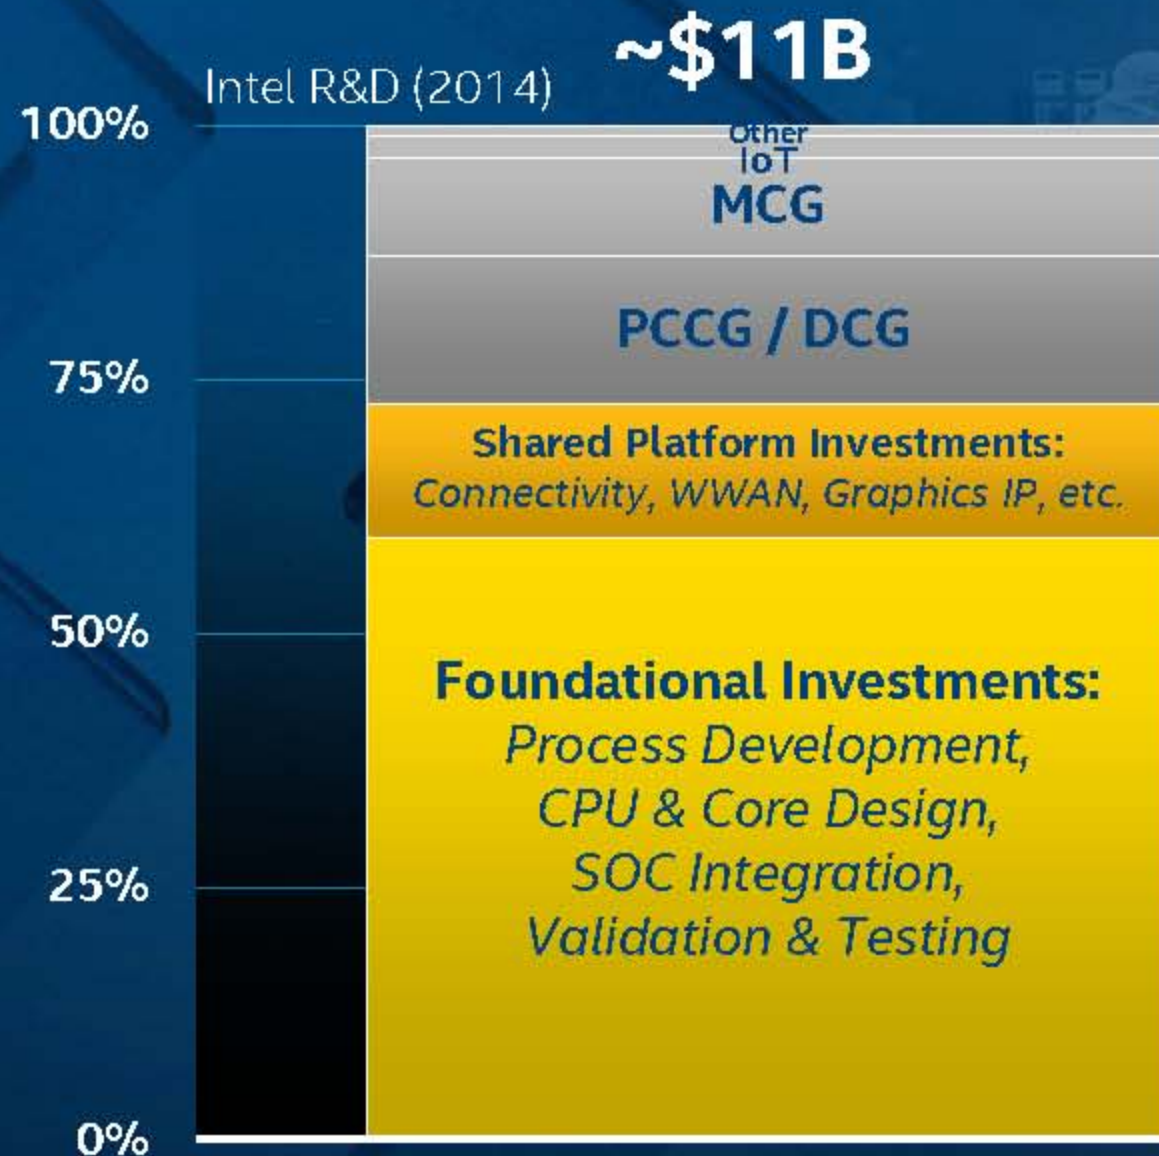 ~$11B
Intel R&D (2014)
100%
Other
IoT
MCG
PCCG / DCG
75%
Shared Platform Investments:
Connectivity, WWAN, Graphics IP, etc.
50%
Foundational Investments:
Process Development,
CPU & Core Design,
SOC Integration,
Validation & Testing
25%
0%